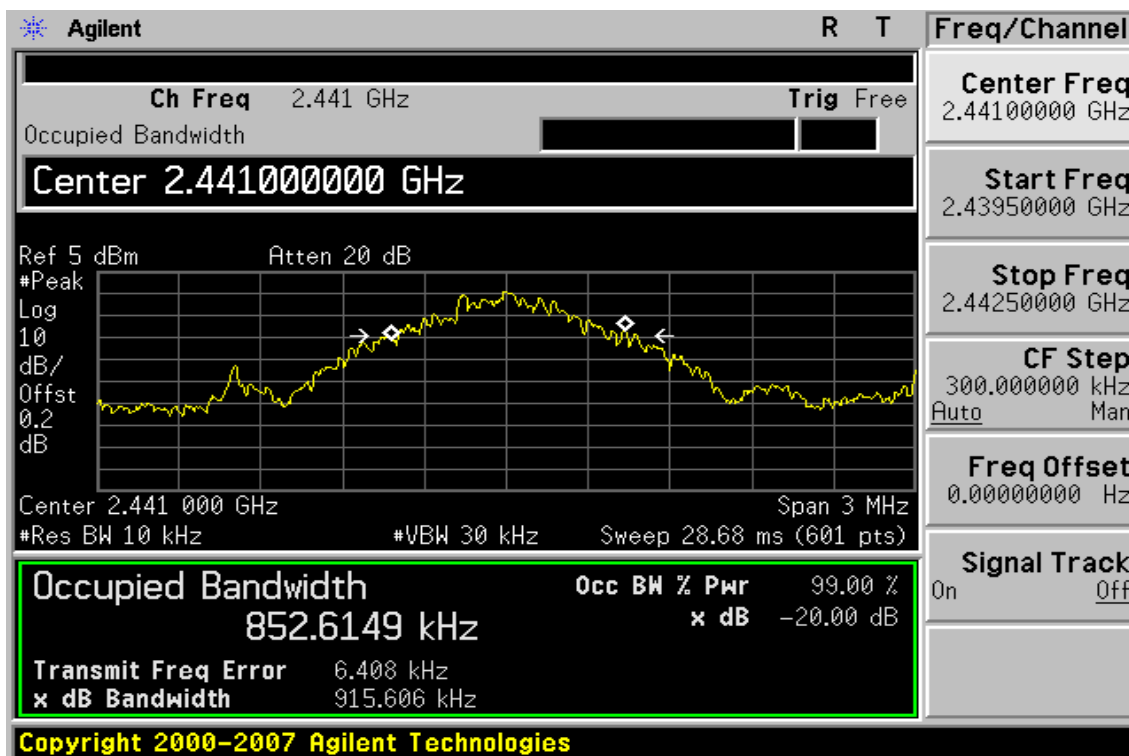 Agilent R T
Ch Freq 2.441 GHz Trig Free
Occupied Bandwidth
Center 2.441000000 GHz
Ref 5 dBm Atten 20 dB
#Peak
Log
10
dB/
Offst
0.2
dB
Center 2.441 000 GHz Span 3 MHz
#Res BW 10 kHz #VBW 30 kHz Sweep 28.68 ms (601 pts)
Occupied Bandwidth
852.6149 kHz
Occ BW % Pwr 99.00 %
x dB -20.00 dB
Transmit Freq Error 6.408 kHz
x dB Bandwidth 915.606 kHz
Copyright 2000-2007 Agilent Technologies
Freq/Channel
Center Freq
2.44100000 GHz
Start Freq
2.43950000 GHz
Stop Freq
2.44250000 GHz
CF Step
300.000000 kHz
Auto Man
Freq Offset
0.00000000 Hz
Signal Track
On Off